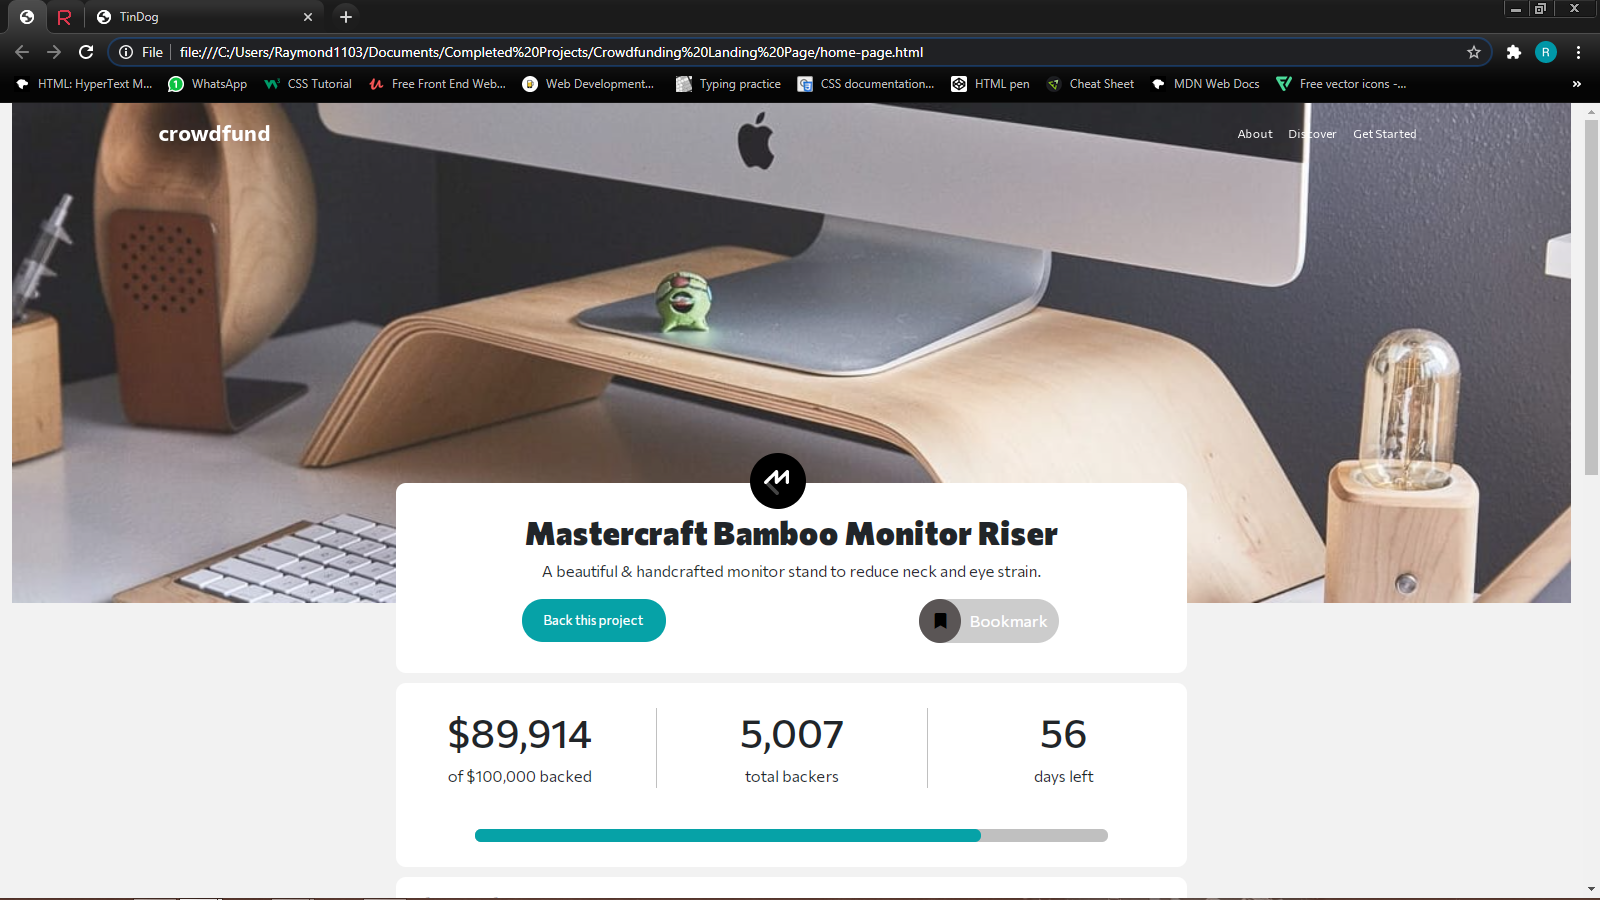 TinDog
File file:///C:/Users/Raymond1103/Documents/Completed%20Projects/Crowdfunding%20Landing%20Page/home-page.html
R
HTML: HyperText M... WhatsApp CSS Tutorial Free Front End Web... Web Development... Typing practice CSS documentation... HTML pen Cheat Sheet MDN Web Docs Free vector icons -... »
crowdfund About Discover Get Started
Mastercraft Bamboo Monitor Riser
A beautiful & handcrafted monitor stand to reduce neck and eye strain.
Back this project Bookmark
$89,914 5,007 56
of $100,000 backed total backers days left